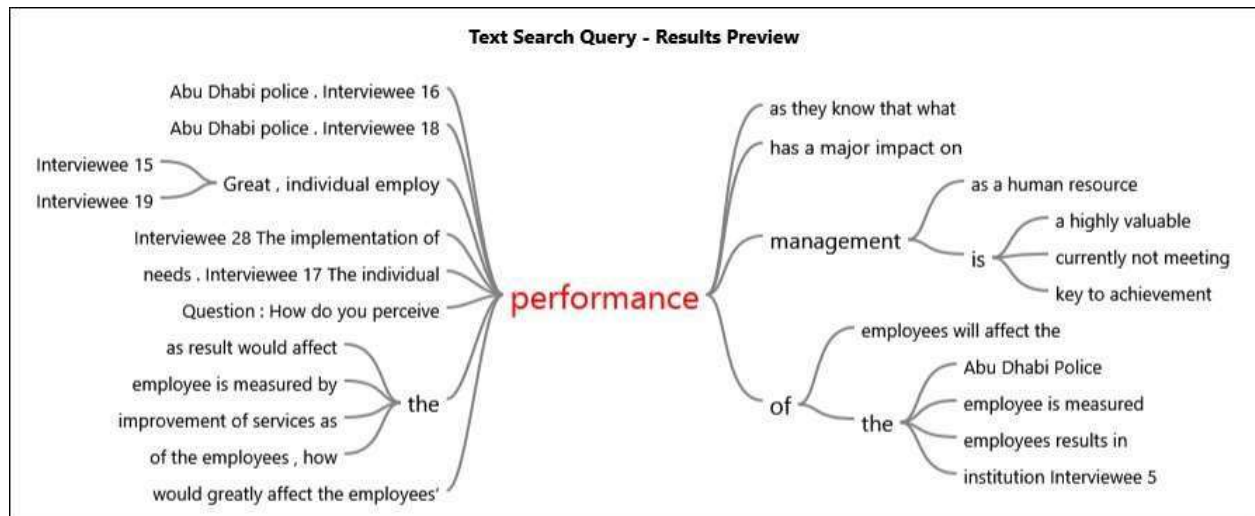 Text Search Query - Results Preview
Abu Dhabi police . Interviewee 16
Abu Dhabi police . Interviewee 18
Interviewee 15
Interviewee 19
Great , individual employ
Interviewee 28 The implementation of
needs . Interviewee 17 The individual
Question : How do you perceive
as result would affect
employee is measured by
improvement of services as
of the employees , how
the
would greatly affect the employees'
performance
as they know that what
has a major impact on
management
as a human resource
is
a highly valuable
currently not meeting
key to achievement
of
employees will affect the
the
Abu Dhabi Police
employee is measured
employees results in
institution Interviewee 5